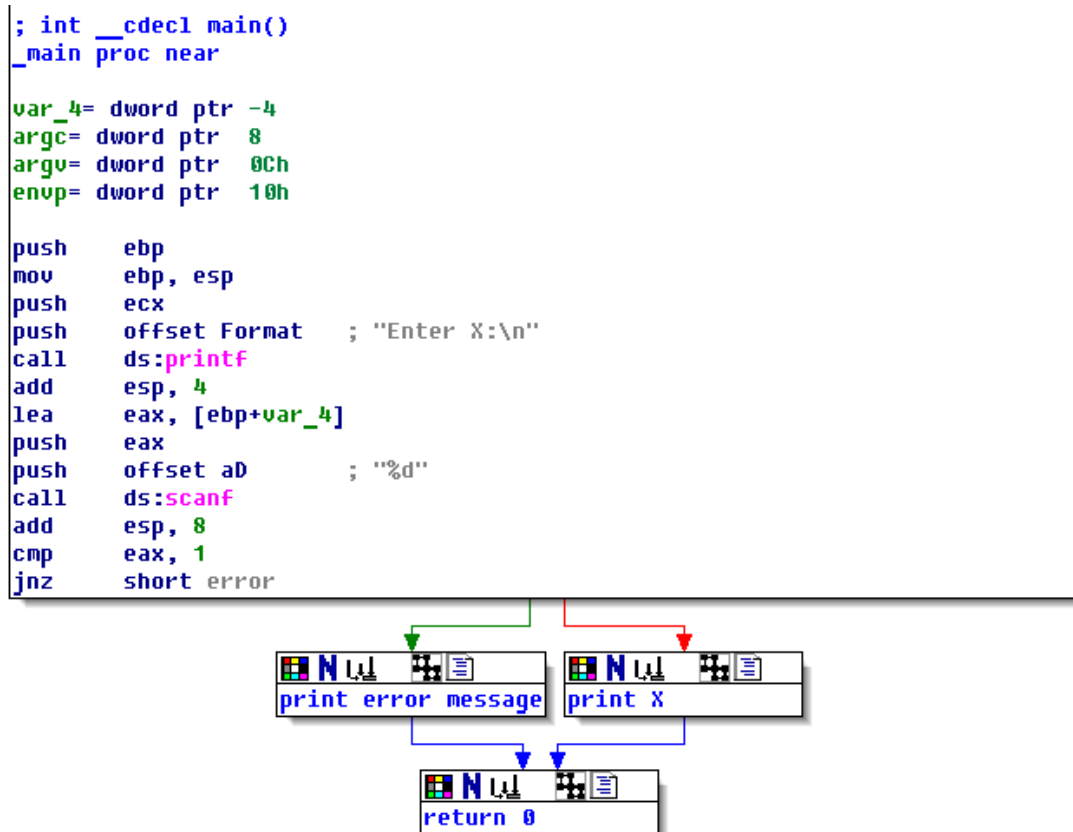 ; int __cdecl main()
_main proc near
var_4= dword ptr -4
argc= dword ptr  8
argv= dword ptr  0Ch
envp= dword ptr  10h
push    ebp
mov     ebp, esp
push    ecx
push    offset Format   ; "Enter X:\n"
call    ds:printf
add     esp, 4
lea     eax, [ebp+var_4]
push    eax
push    offset aD       ; "%d"
call    ds:scanf
add     esp, 8
cmp     eax, 1
jnz     short error
print error message
print X
return 0